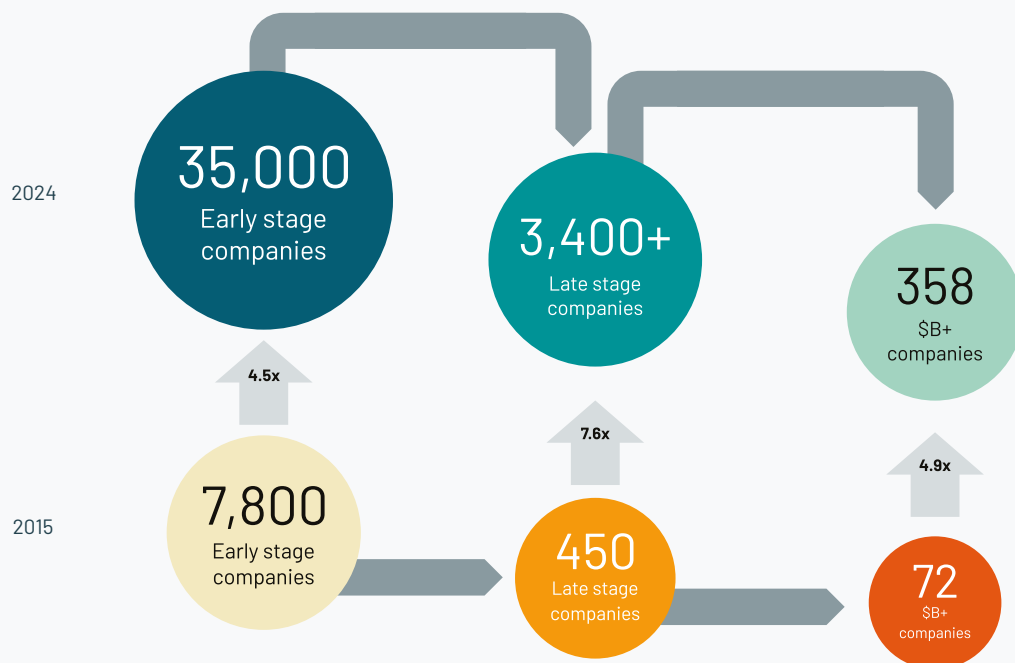 2024
35,000
Early stage
companies
3,400+
Late stage
companies
358
$B+
companies
4.5x
7.6x
4.9x
2015
7,800
Early stage
companies
450
Late stage
companies
72
$B+
companies